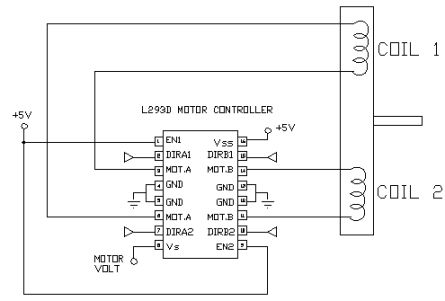 COIL 1
+5V
L293D MOTOR CONTROLLER
+5V
1 EN1 Vss 16
2 DIRA1 DIRB1 15
3 MOT.A MOT.B 14
4 GND GND 13
5 GND GND 12
6 MOT.A MOT.B 11
7 DIRA2 DIRB2 10
8 Vs EN2 9
COIL 2
MOTOR
VOLT